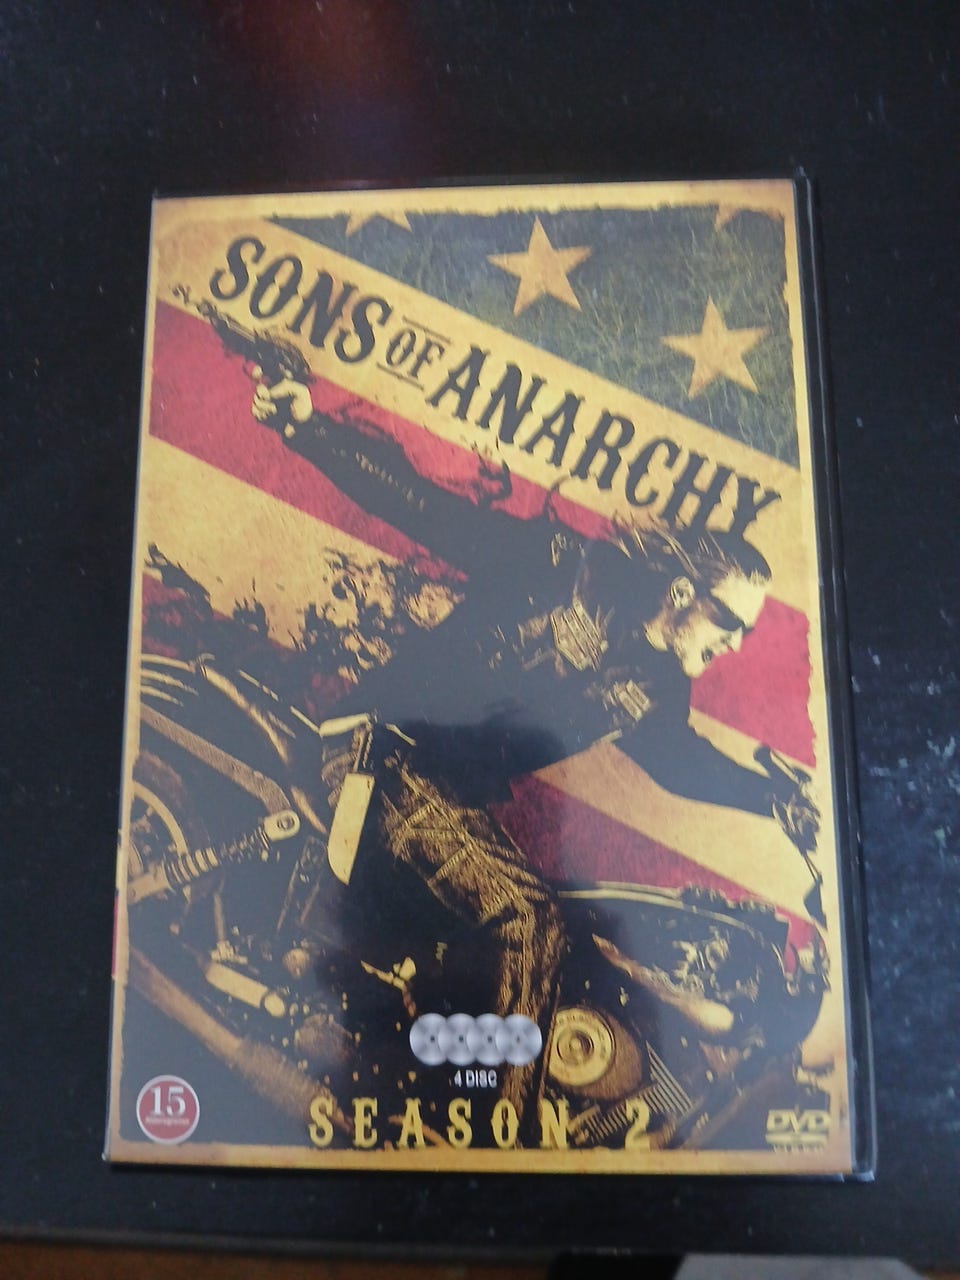 SONS OF ANARCHY
4 DISC
SEASON 2
15
DVD